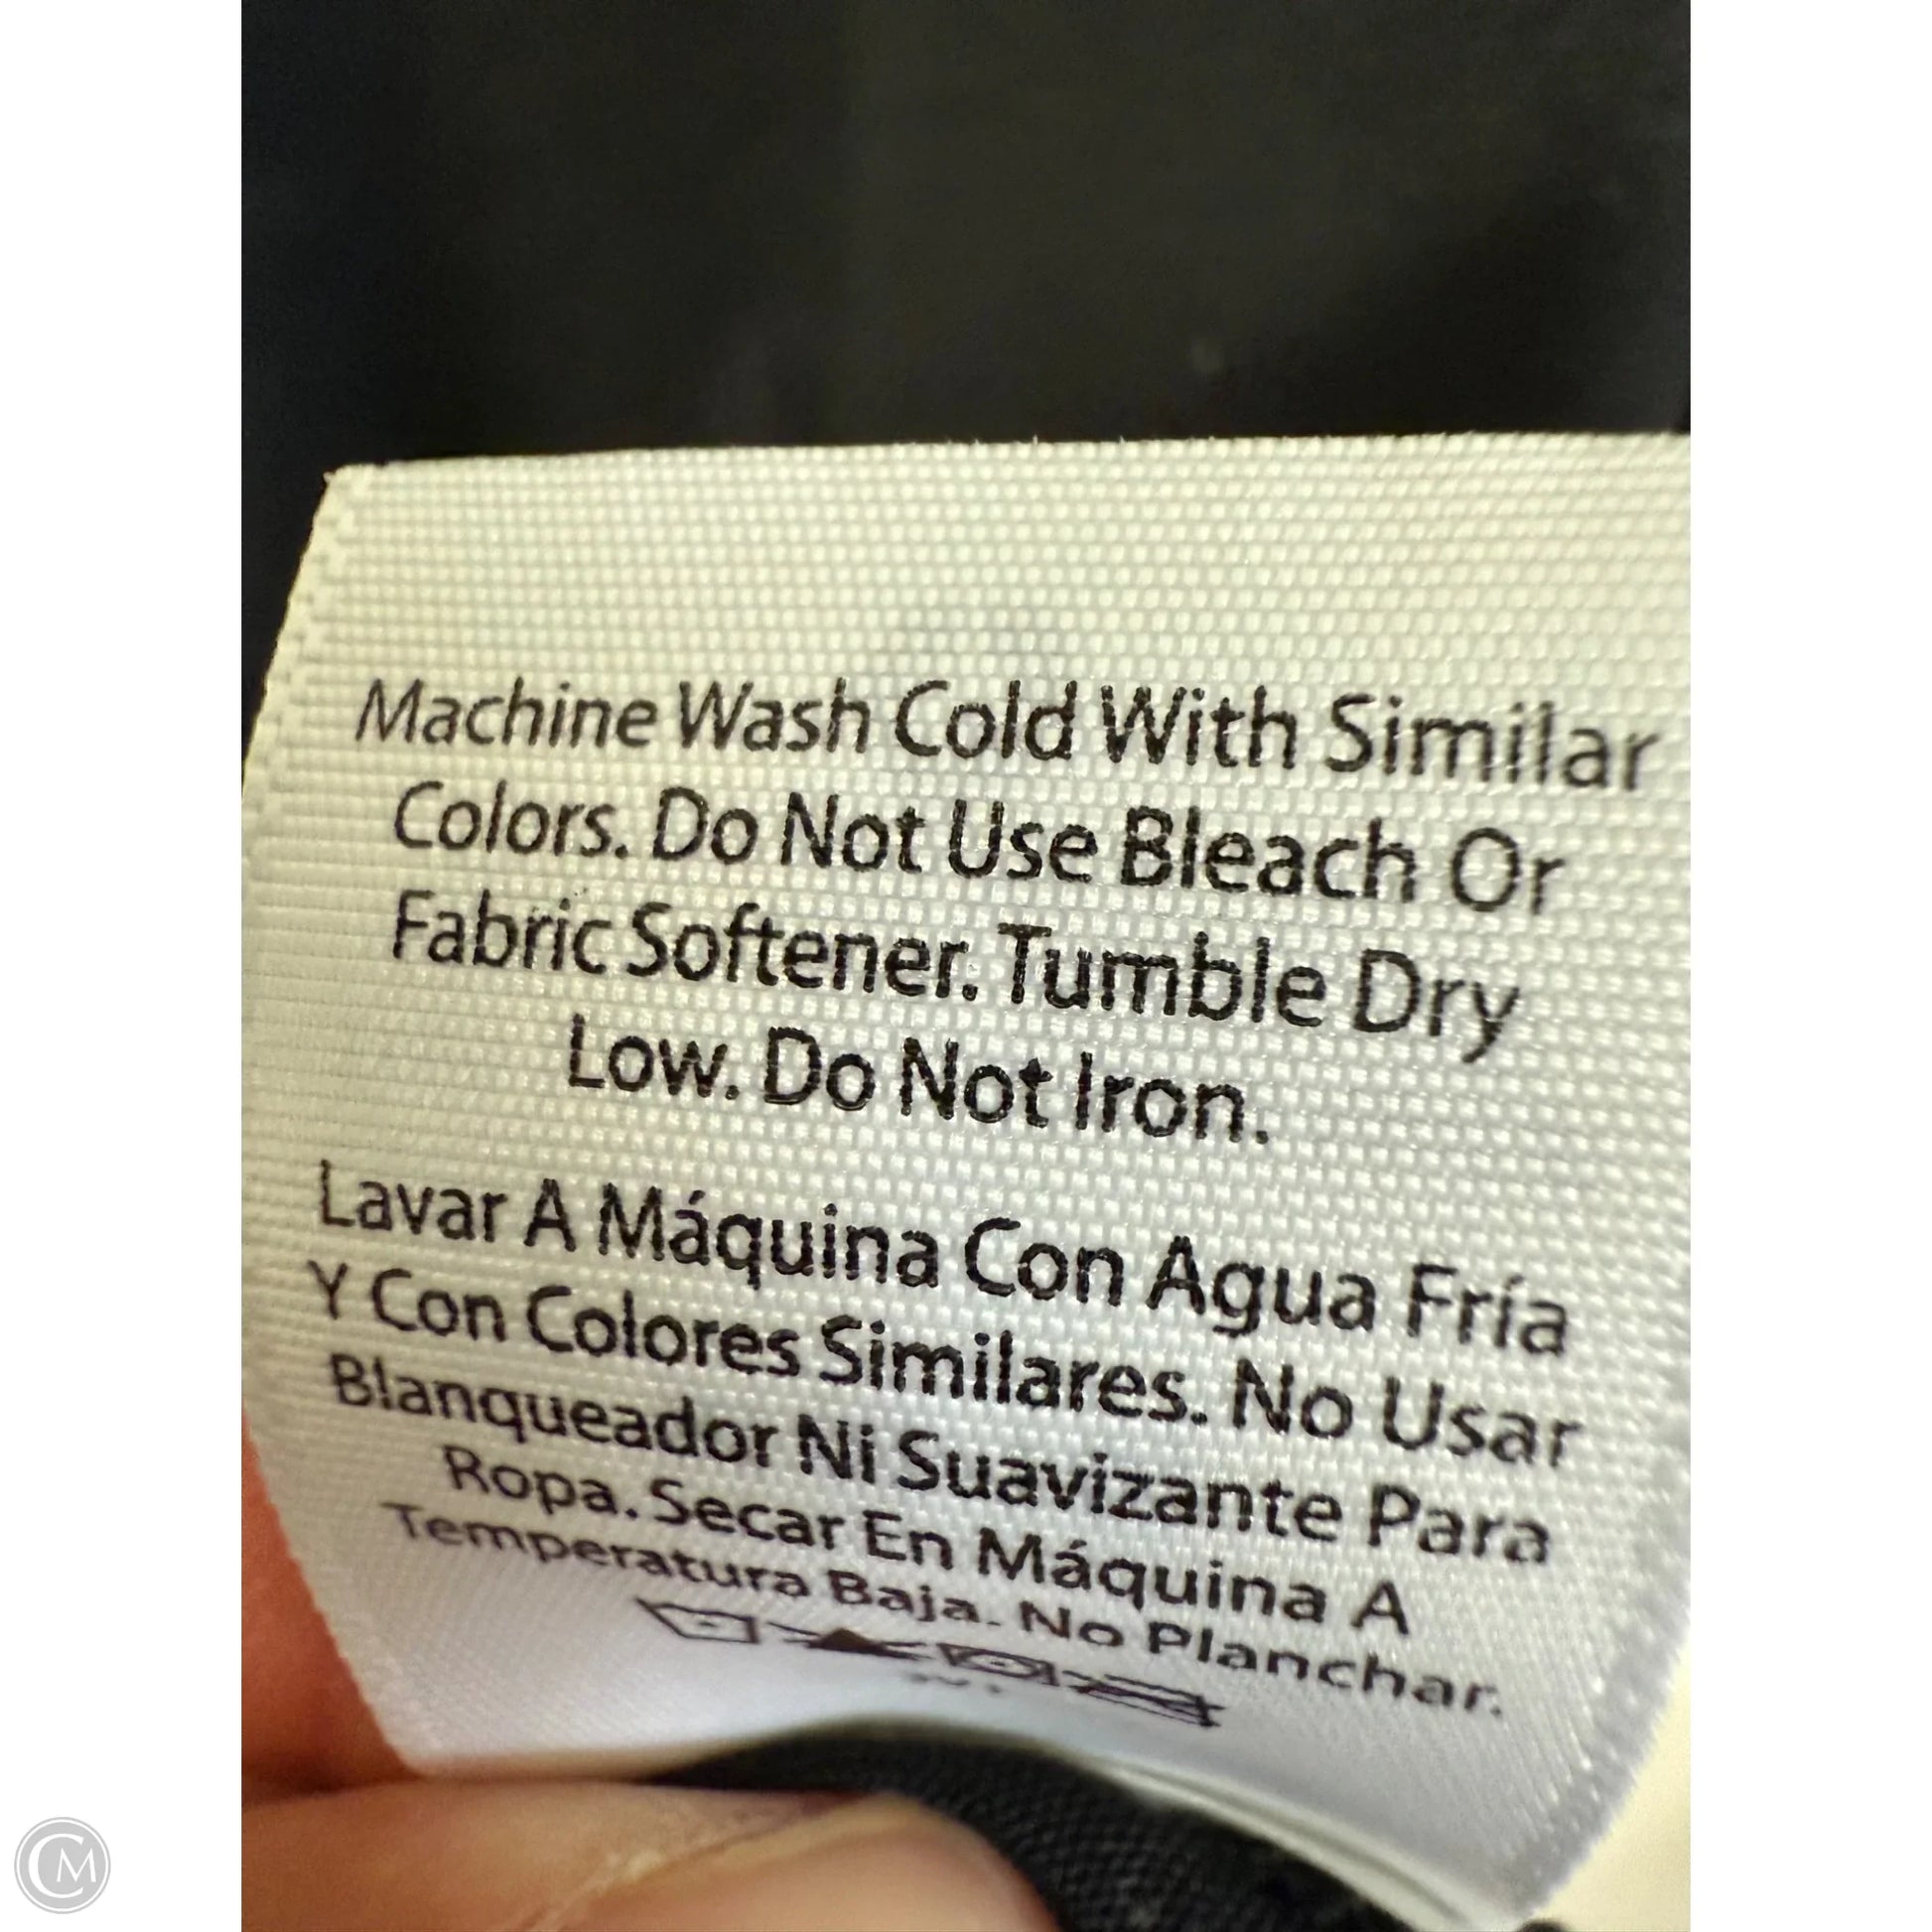 Machine Wash Cold With Similar
Colors. Do Not Use Bleach Or
Fabric Softener. Tumble Dry
Low. Do Not Iron.
Lavar A Máquina Con Agua Fría
Y Con Colores Similares. No Usar
Blanqueador Ni Suavizante Para
Ropa. Secar En Máquina A
Temperatura Baja. No Planchar.
CM